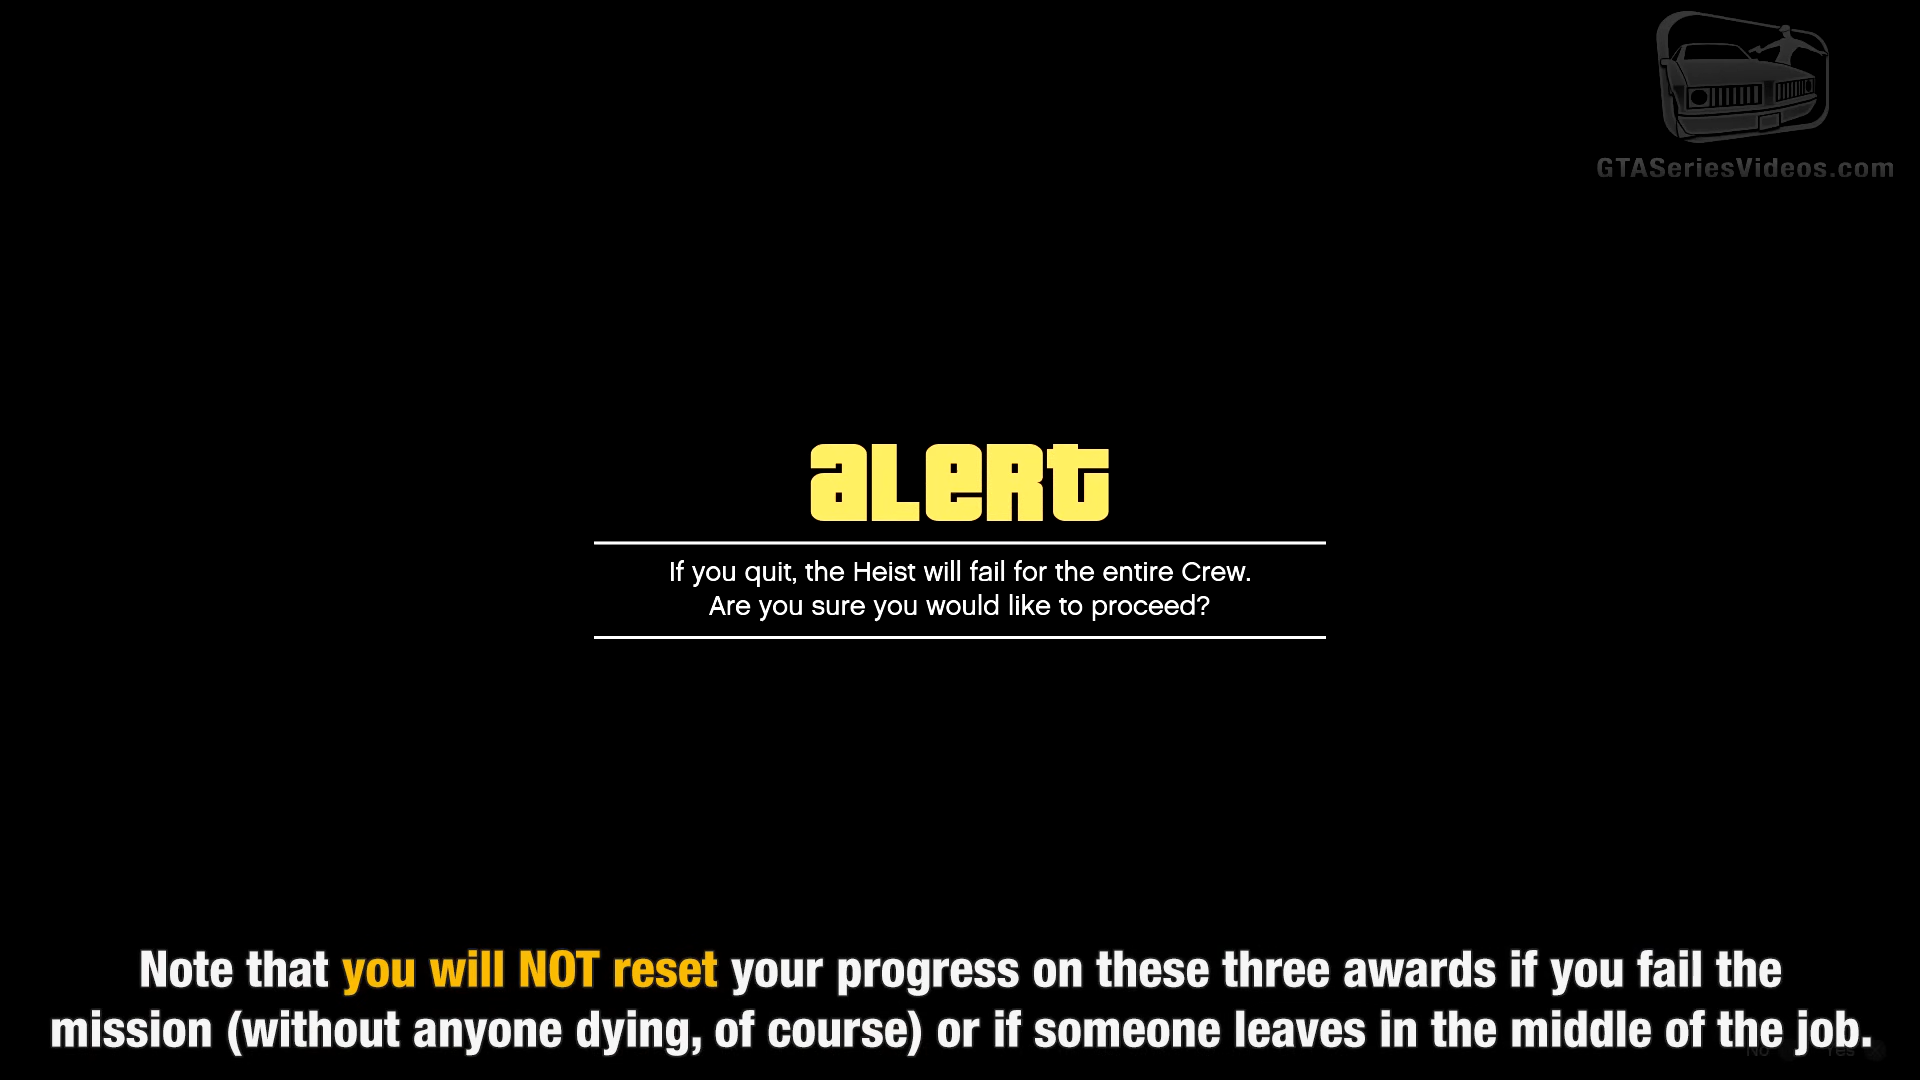 GTASeriesVideos.com
aLeRt
If you quit, the Heist will fail for the entire Crew.
Are you sure you would like to proceed?
Note that you will NOT reset your progress on these three awards if you fail the
mission (without anyone dying, of course) or if someone leaves in the middle of the job.
No Yes